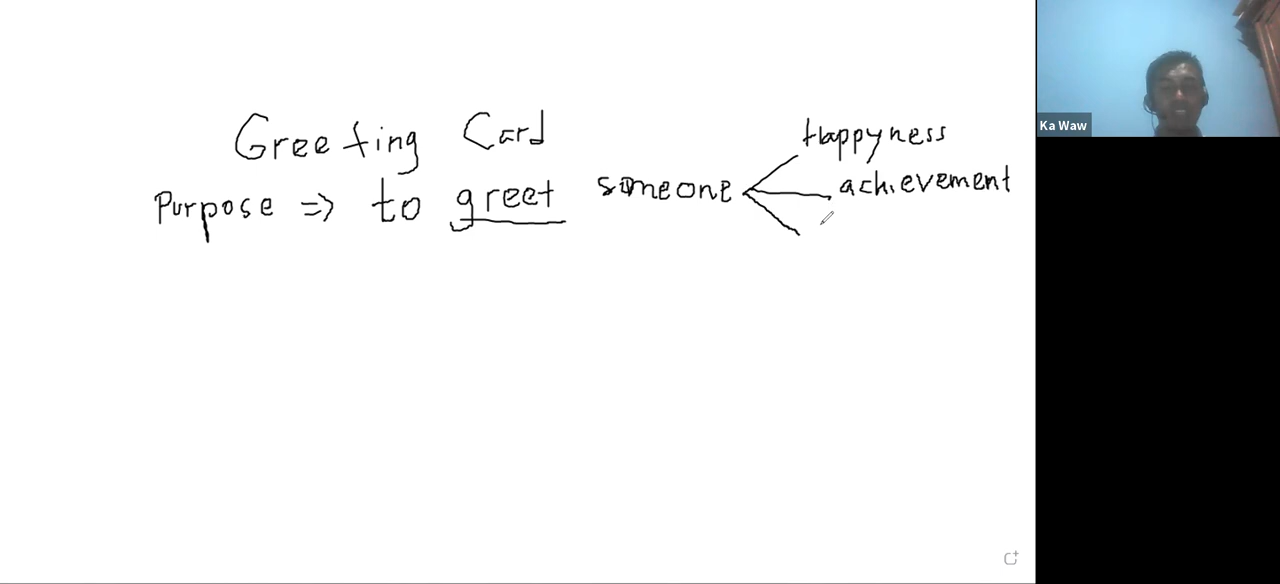 Greeting Card
Purpose => to greet someone
Happyness
achievement
Ka Waw